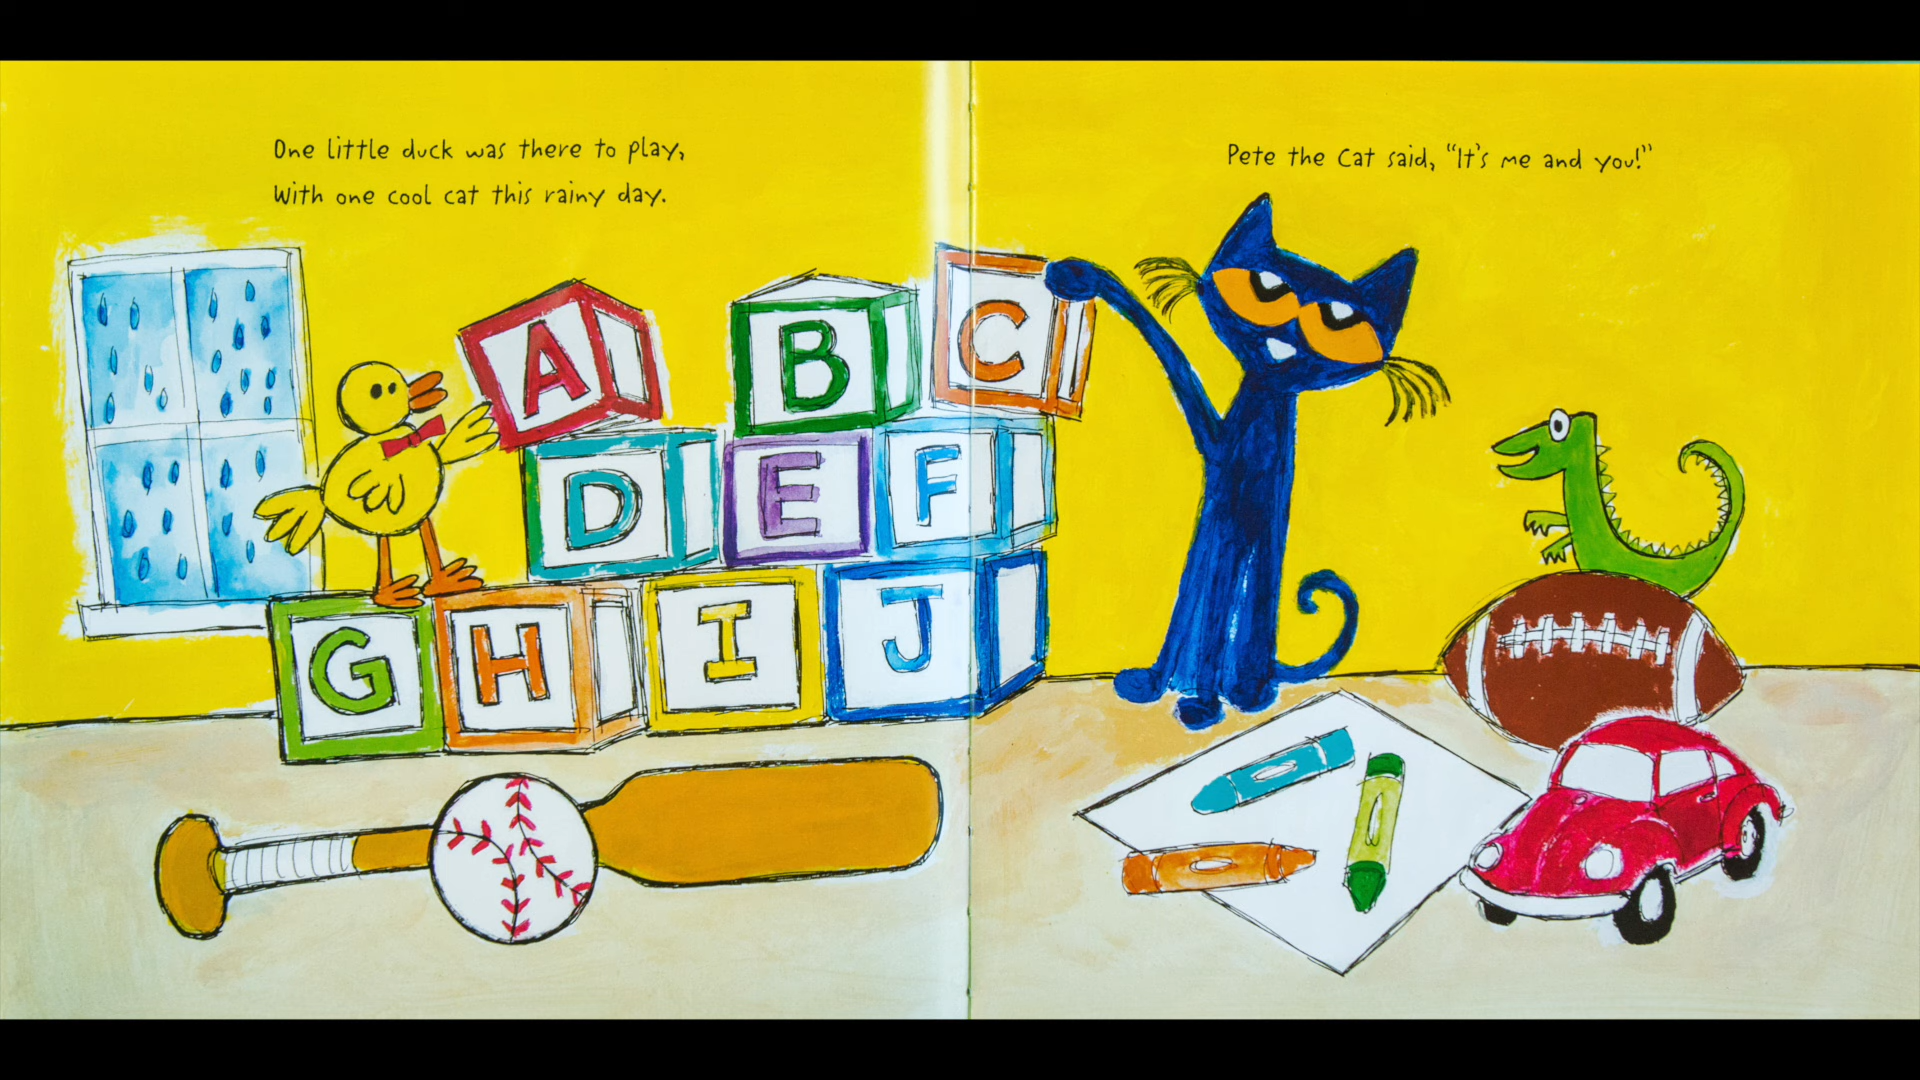 One little duck was there to play,
With one cool cat this rainy day.
Pete the Cat said, "It's me and you!"
A B C
D E F
G H I J